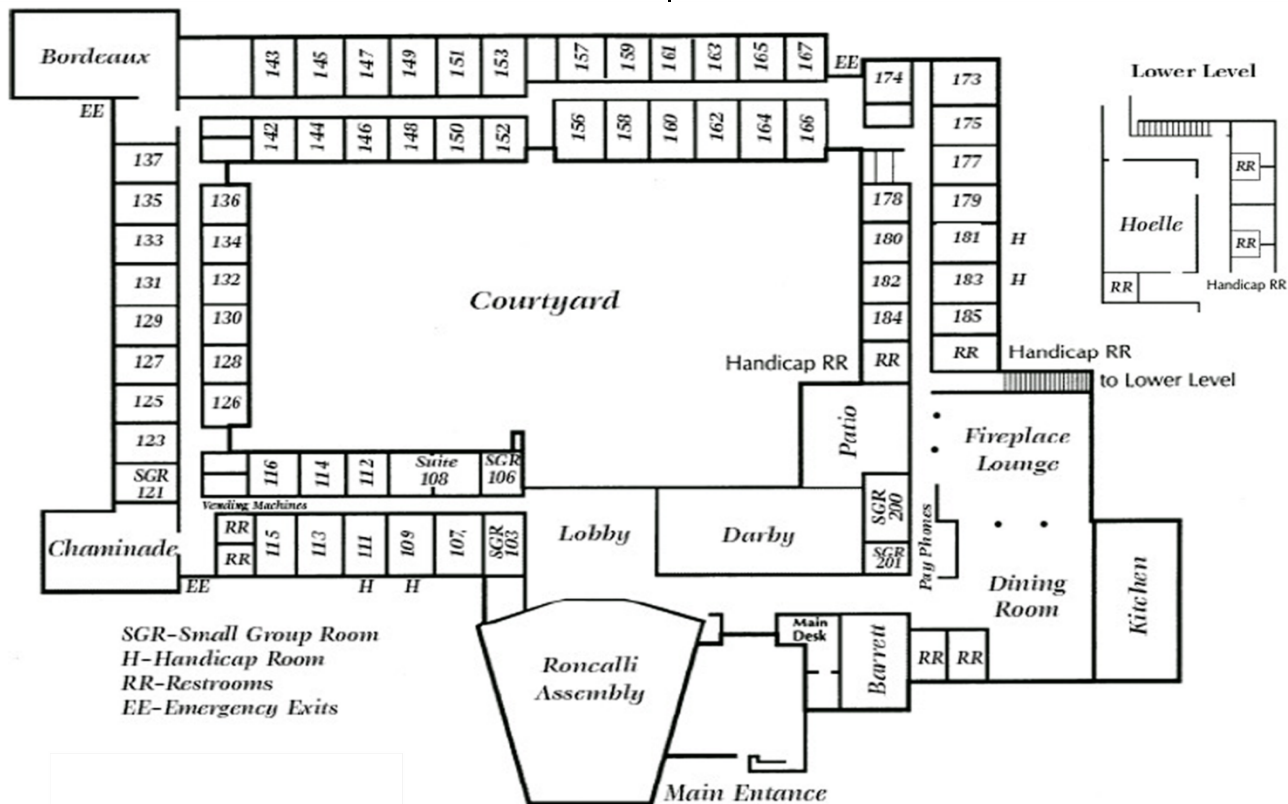 Bordeaux
EE
143
145
147
149
151
153
157
159
161
163
165
167
EE
174
173
175
177
179
181
H
183
H
185
RR
Handicap RR
to Lower Level
142
144
146
148
150
152
156
158
160
162
164
166
137
135
133
131
129
127
125
123
SGR
121
136
134
132
130
128
126
Courtyard
178
180
182
184
RR
Handicap RR
Patio
Fireplace
Lounge
116
114
112
Suite
108
SGR
106
Vending Machines
RR
RR
115
113
111
109
107,
SGR
103
H
H
Chaminade
EE
Lobby
Darby
SGR
200
SGR
201
Pay Phones
Dining
Room
Kitchen
Roncalli
Assembly
Main
Desk
Barrett
RR
RR
Main Entance
SGR-Small Group Room
H-Handicap Room
RR-Restrooms
EE-Emergency Exits
Lower Level
RR
Hoelle
RR
RR
Handicap RR